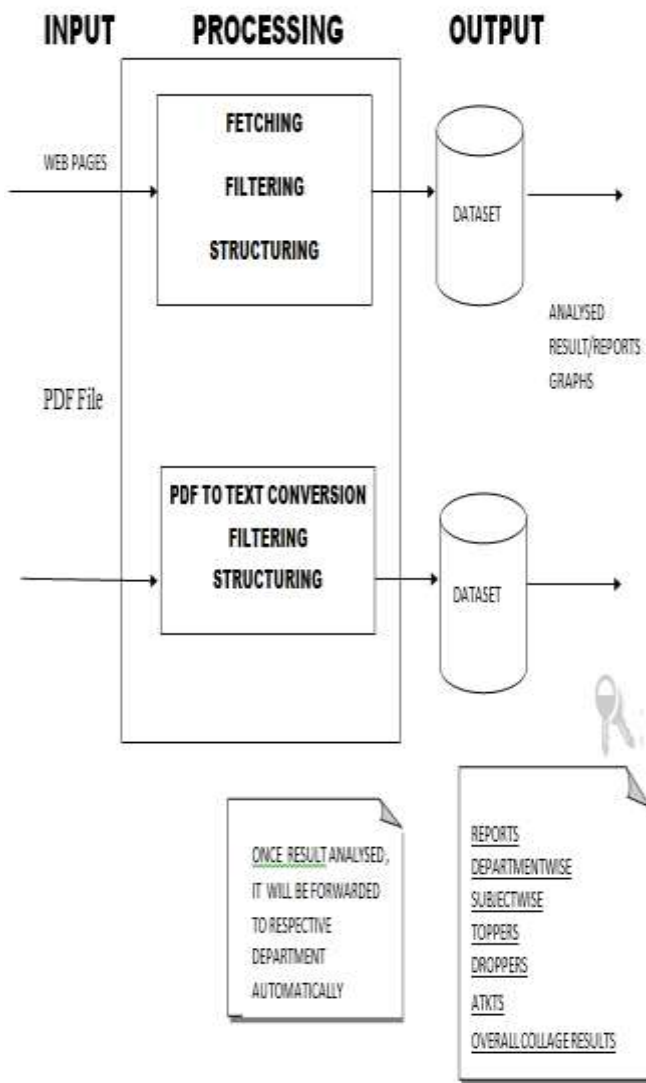 INPUT PROCESSING OUTPUT
WEB PAGES
FETCHING
FILTERING
STRUCTURING
DATASET
ANALYSED
RESULT/REPORTS
GRAPHS
PDF File
PDF TO TEXT CONVERSION
FILTERING
STRUCTURING
DATASET
ONCE RESULT ANALYSED,
IT WILL BE FORWARDED
TO RESPECTIVE
DEPARTMENT
AUTOMATICALLY
REPORTS
DEPARTMENTWISE
SUBJECTWISE
TOPPERS
DROPPERS
ATKTS
OVERALL COLLAGE RESULTS